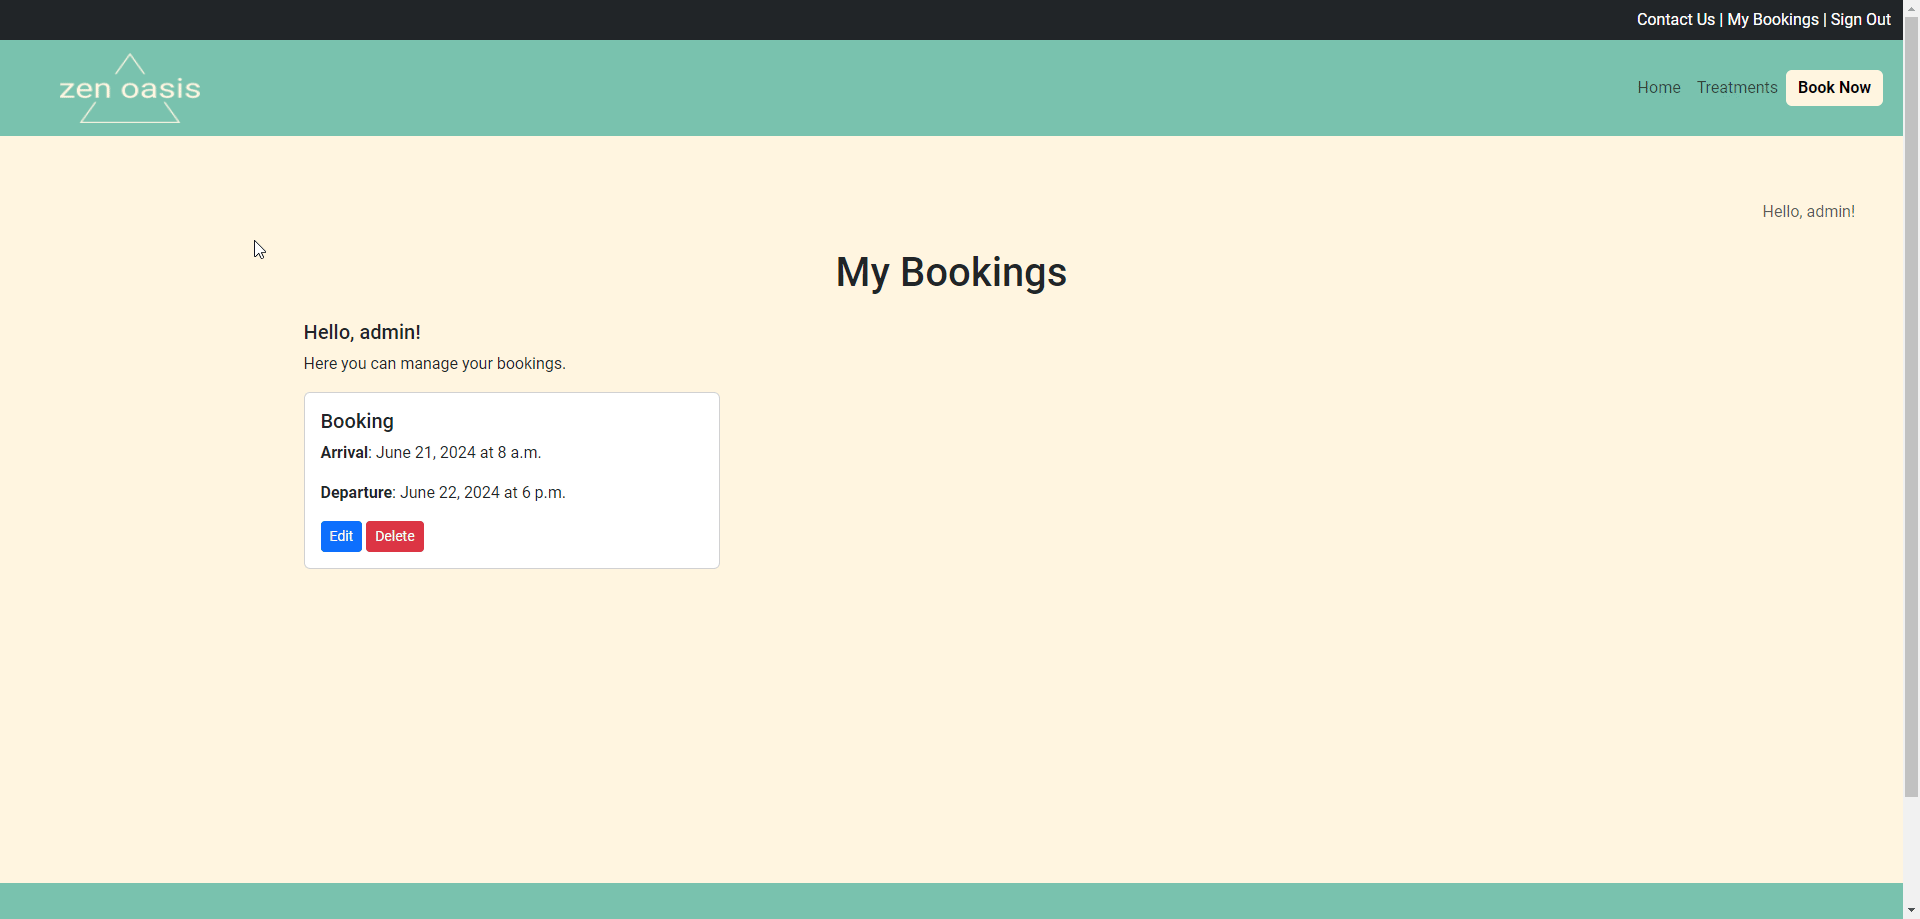 Contact Us | My Bookings | Sign Out
zen oasis
Home Treatments Book Now
Hello, admin!
My Bookings
Hello, admin!
Here you can manage your bookings.
Booking
Arrival: June 21, 2024 at 8 a.m.
Departure: June 22, 2024 at 6 p.m.
Edit Delete